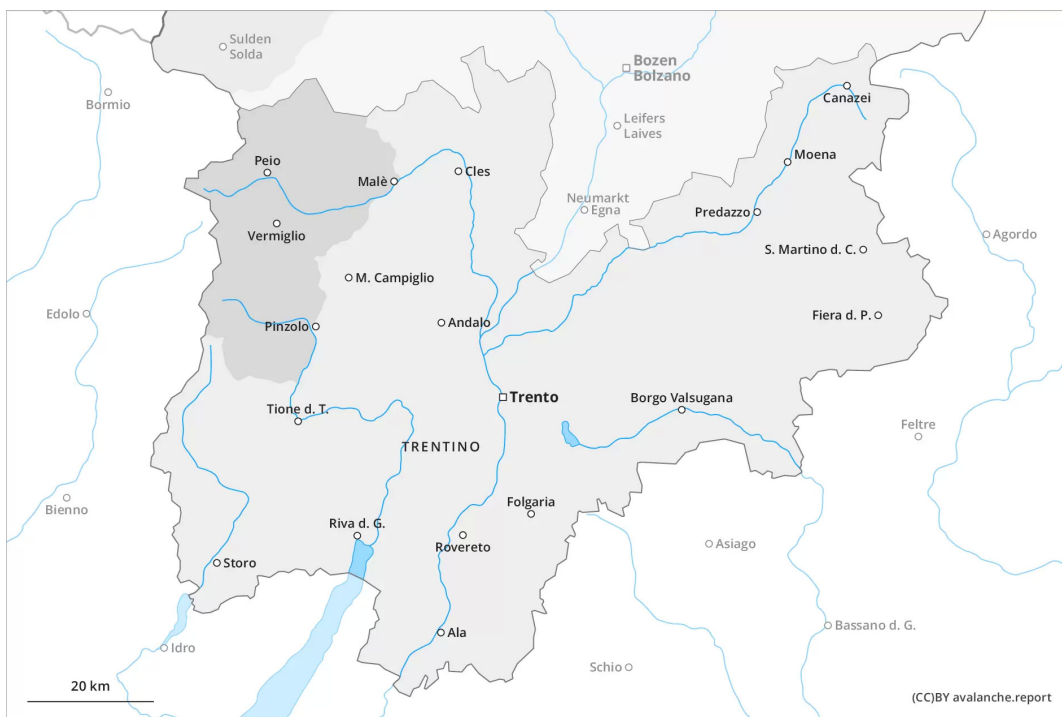 Sulden
Solda
Bozen
Bolzano
Bormio
Canazei
Leifers
Laives
Peio
Moena
Malè
Cles
Neumarkt
Egna
Predazzo
Vermiglio
Agordo
S. Martino d. C.
M. Campiglio
Edolo
Fiera d. P.
Andalo
Pinzolo
Trento
Borgo Valsugana
Tione d. T.
Feltre
TRENTINO
Bienno
Folgaria
Riva d. G.
Asiago
Rovereto
Storo
Bassano d. G.
Ala
Idro
Schio
20 km
(CC)BY avalanche.report